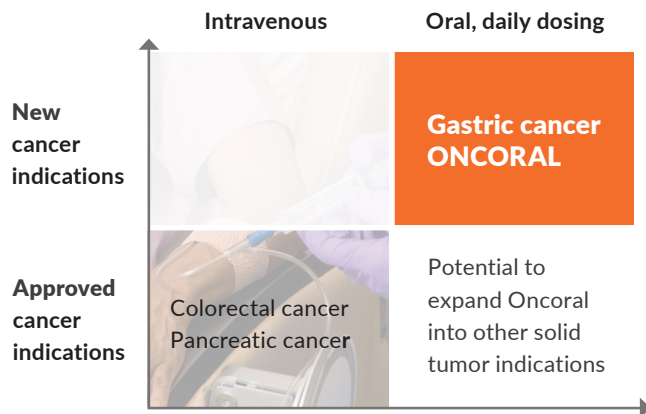 Intravenous
Oral, daily dosing
New
cancer
indications
Gastric cancer
ONCORAL
Approved
cancer
indications
Colorectal cancer
Pancreatic cancer
Potential to
expand Oncoral
into other solid
tumor indications